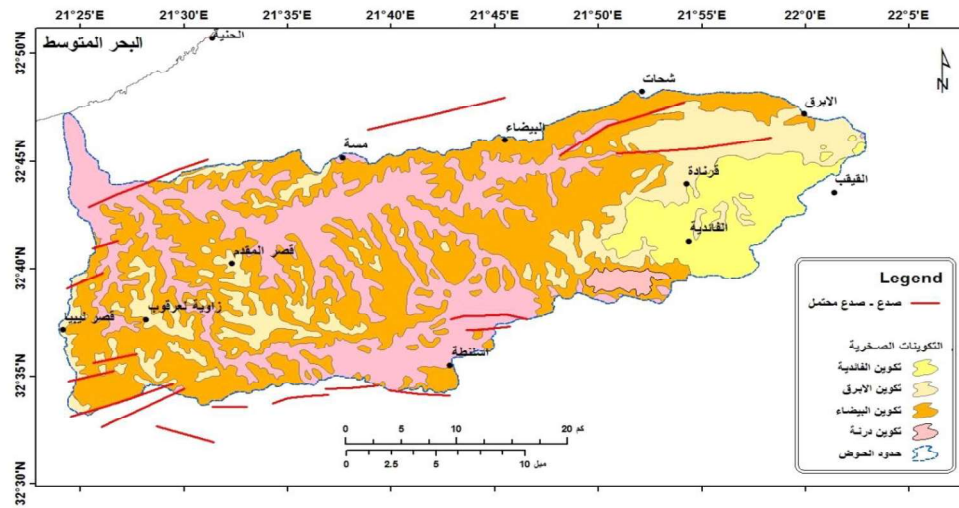 21°25'E 21°30'E 21°35'E 21°40'E 21°45'E 21°50'E 21°55'E 22°0'E 22°5'E
32°50'N
32°45'N
32°40'N
32°35'N
32°30'N
البحر المتوسط
الحنية
شحات
الابرق
البيضاء
مسة
قرنادة
القيقب
الفائدية
قصر المقدم
زاوية لعرقوب
قصر ليبيا
اسلنطة
N
Legend
صدع - صدع محتمل
التكوينات الصخرية
تكوين الفائدية
تكوين الابرق
تكوين البيضاء
تكوين درنة
حدود الحوض
0 5 10 20 كم
0 2.5 5 10 ميل